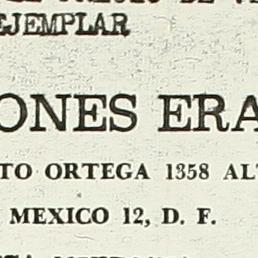 EJEMPLAR
ONES ERA
TO ORTEGA 1358 AL
MEXICO 12, D. F.